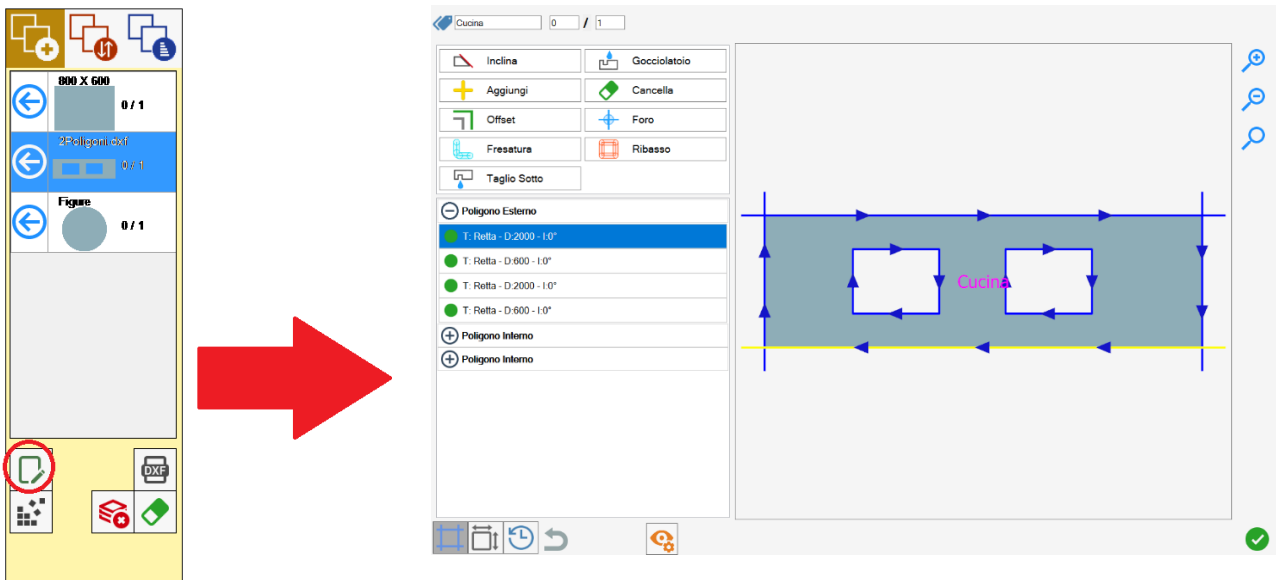 800 X 600
0 / 1
2Poligoni.dxf
0 / 1
Figure
0 / 1
DXF
Cucina 0 / 1
Inclina Gocciolatoio
Aggiungi Cancella
Offset Foro
Fresatura Ribasso
Taglio Sotto
Poligono Esterno
T: Retta - D:2000 - I:0°
T: Retta - D:600 - I:0°
T: Retta - D:2000 - I:0°
T: Retta - D:600 - I:0°
Poligono Interno
Poligono Interno
Cucina